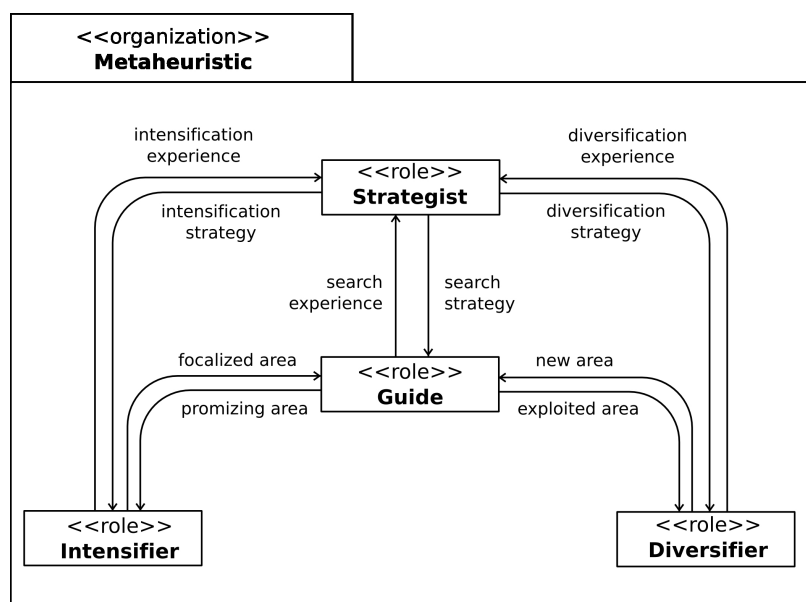 <<organization>>
Metaheuristic
intensification
experience
diversification
experience
<<role>>
Strategist
intensification
strategy
diversification
strategy
search
experience
search
strategy
focalized area
new area
<<role>>
Guide
promizing area
exploited area
<<role>>
Intensifier
<<role>>
Diversifier